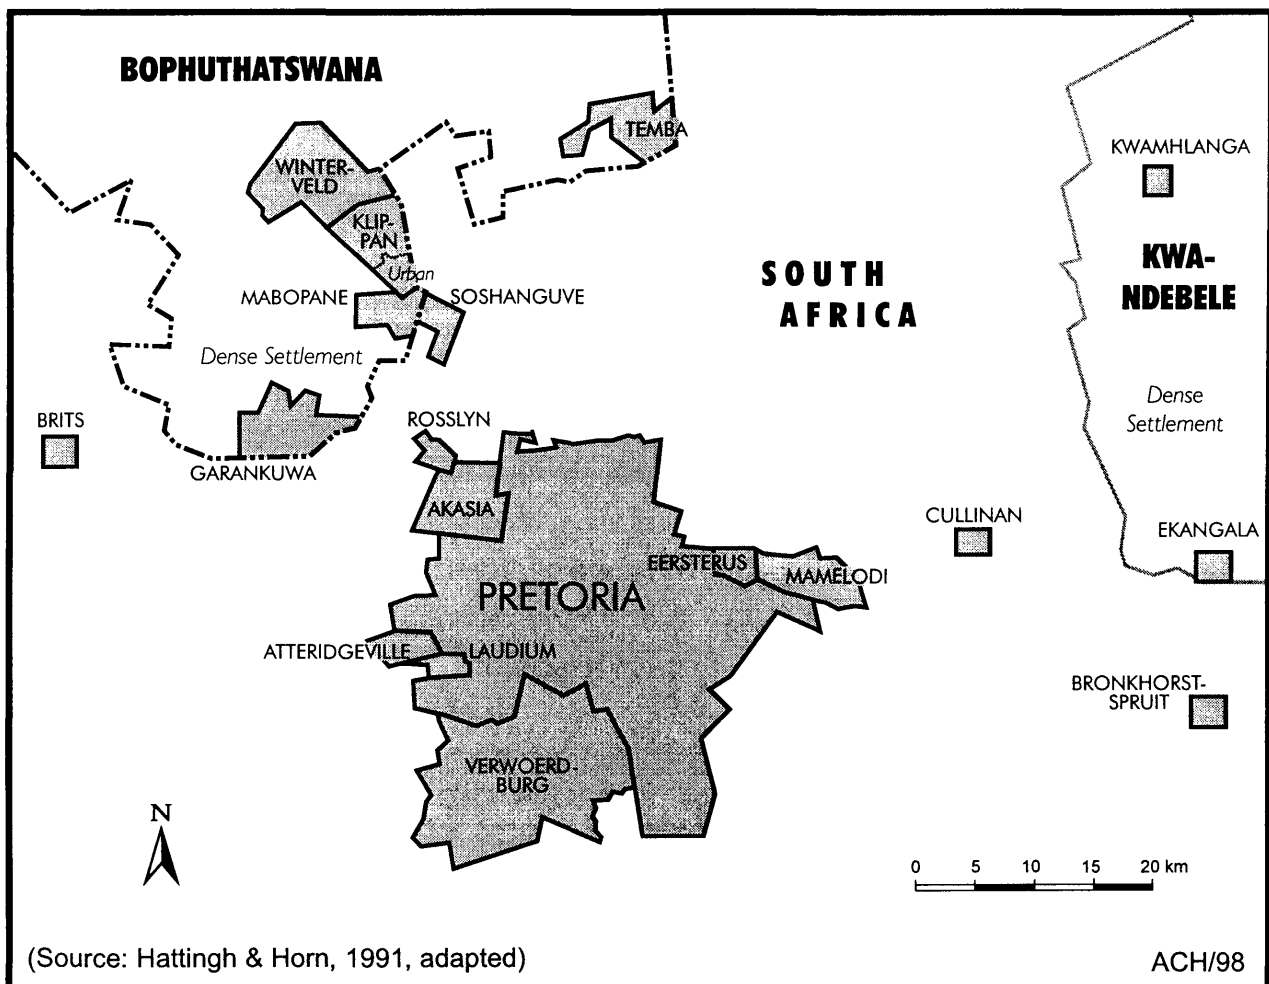 BOPHUTHATSWANA
TEMBA
KWAMHLANGA
WINTER-
VELD
KLIP-
PAN
Urban
KWA-
NDEBELE
SOUTH
AFRICA
MABOPANE
SOSHANGUVE
Dense Settlement
Dense
Settlement
BRITS
ROSSLYN
GARANKUWA
AKASIA
CULLINAN
EKANGALA
EERSTERUS
MAMELODI
PRETORIA
ATTERIDGEVILLE
LAUDIUM
BRONKHORST-
SPRUIT
VERWOERD-
BURG
N
0 5 10 15 20 km
(Source: Hattingh & Horn, 1991, adapted)
ACH/98